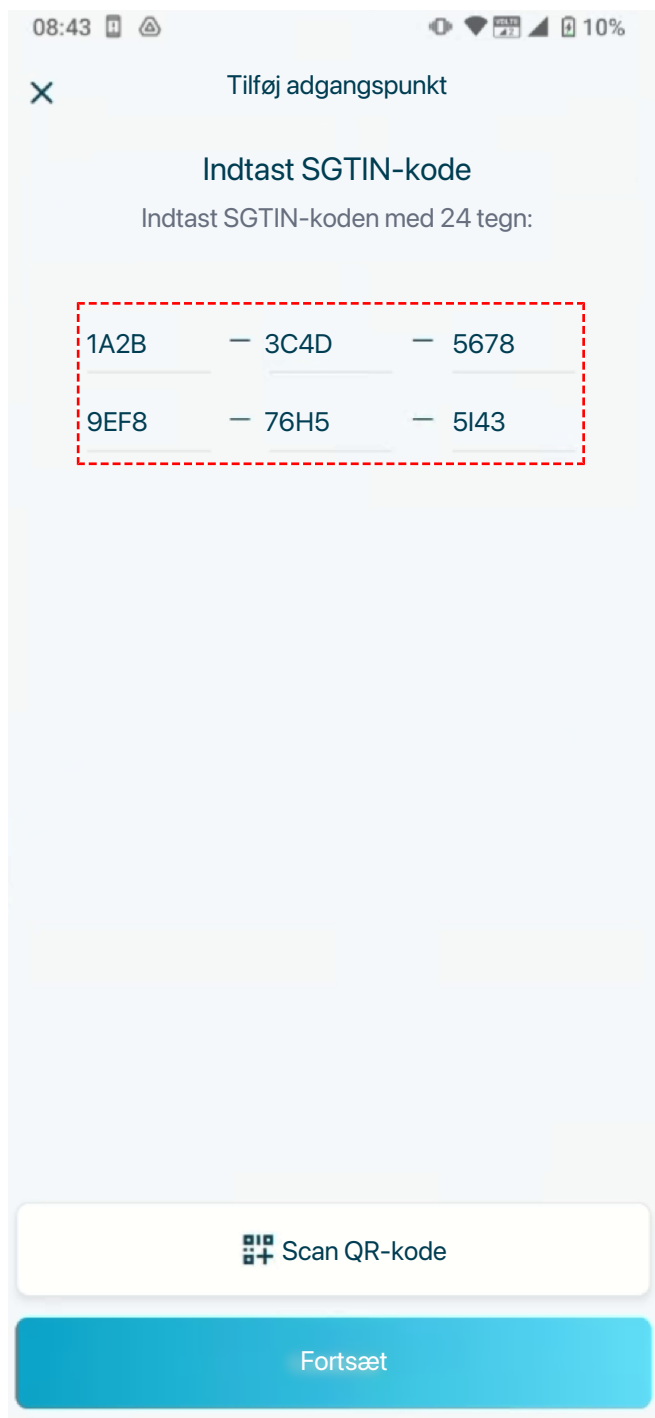 08:43 10%
Tilføj adgangspunkt
Indtast SGTIN-kode
Indtast SGTIN-koden med 24 tegn:
1A2B – 3C4D – 5678
9EF8 – 76H5 – 5I43
Scan QR-kode
Fortsæt